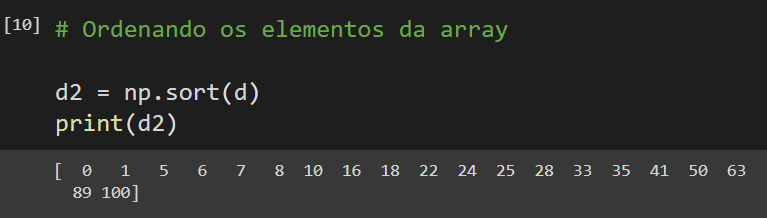 [10] # Ordenando os elementos da array
d2 = np.sort(d)
print(d2)
[  0   1   5   6   7   8  10  16  18  22  24  25  28  33  35  41  50  63
  89 100]